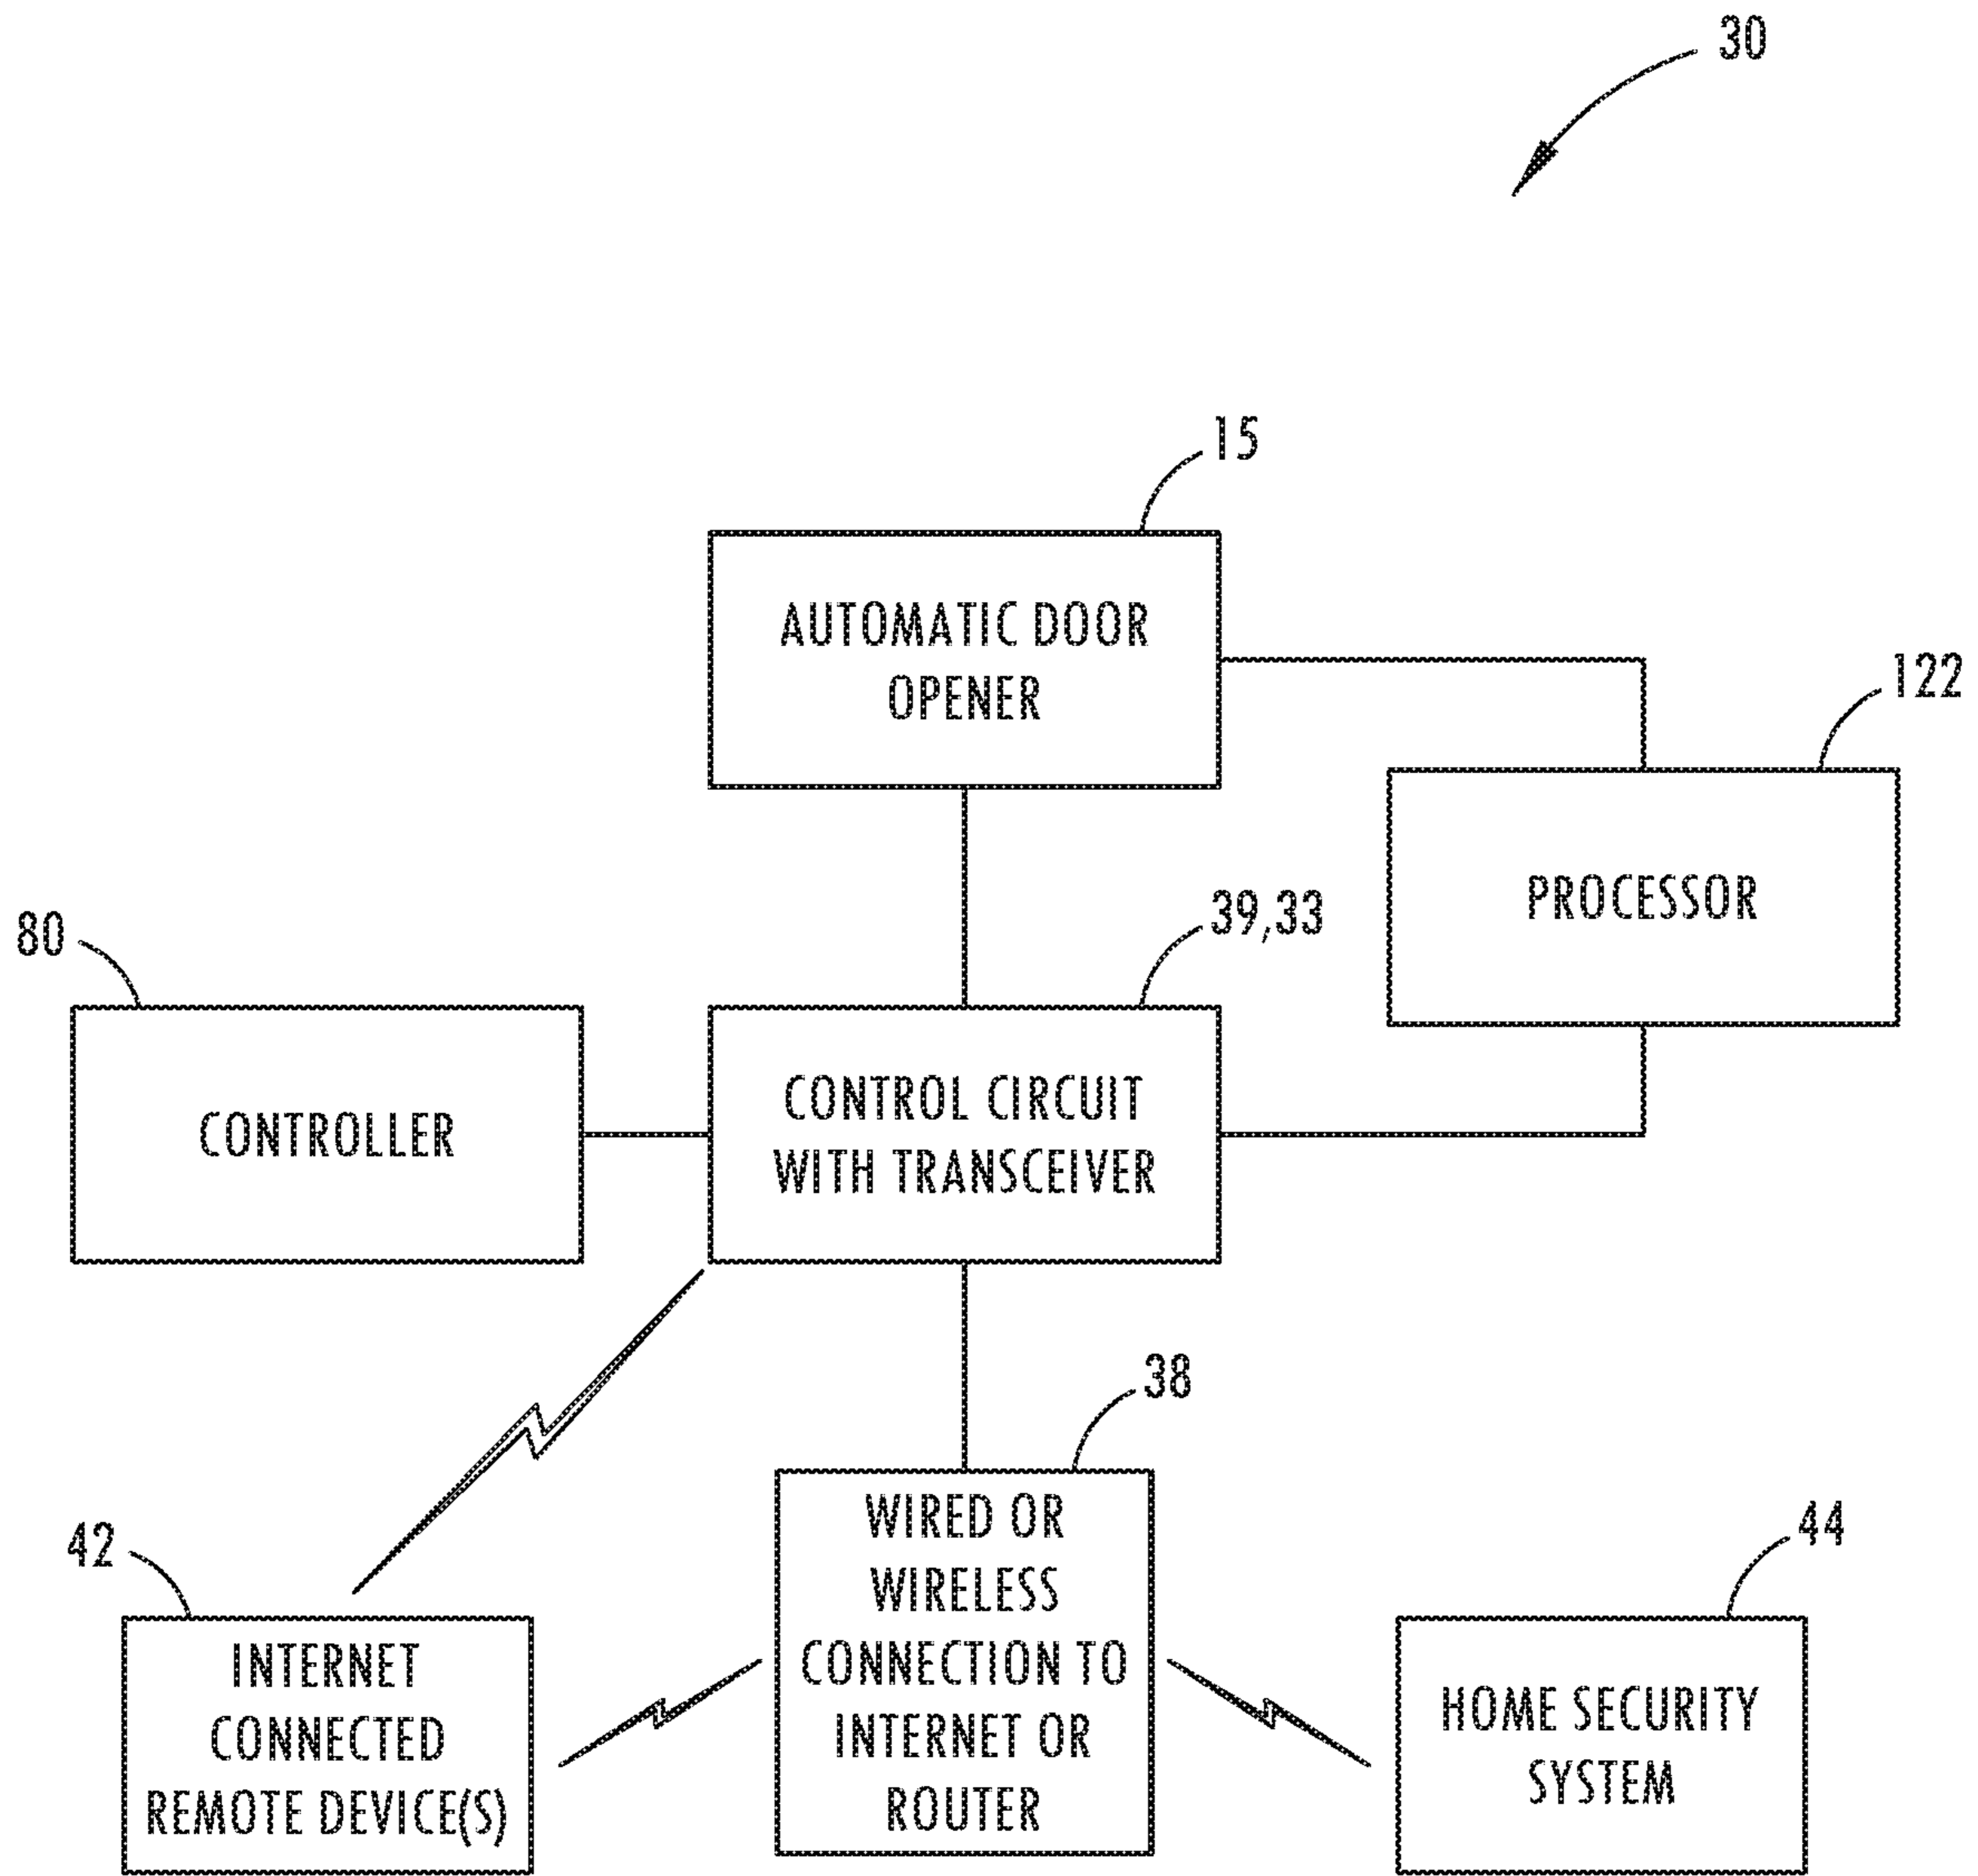 30
15
AUTOMATIC DOOR
OPENER
122
PROCESSOR
80
39,33
CONTROLLER
CONTROL CIRCUIT
WITH TRANSCEIVER
38
42
WIRED OR
WIRELESS
CONNECTION TO
INTERNET OR
ROUTER
44
INTERNET
CONNECTED
REMOTE DEVICE(S)
HOME SECURITY
SYSTEM